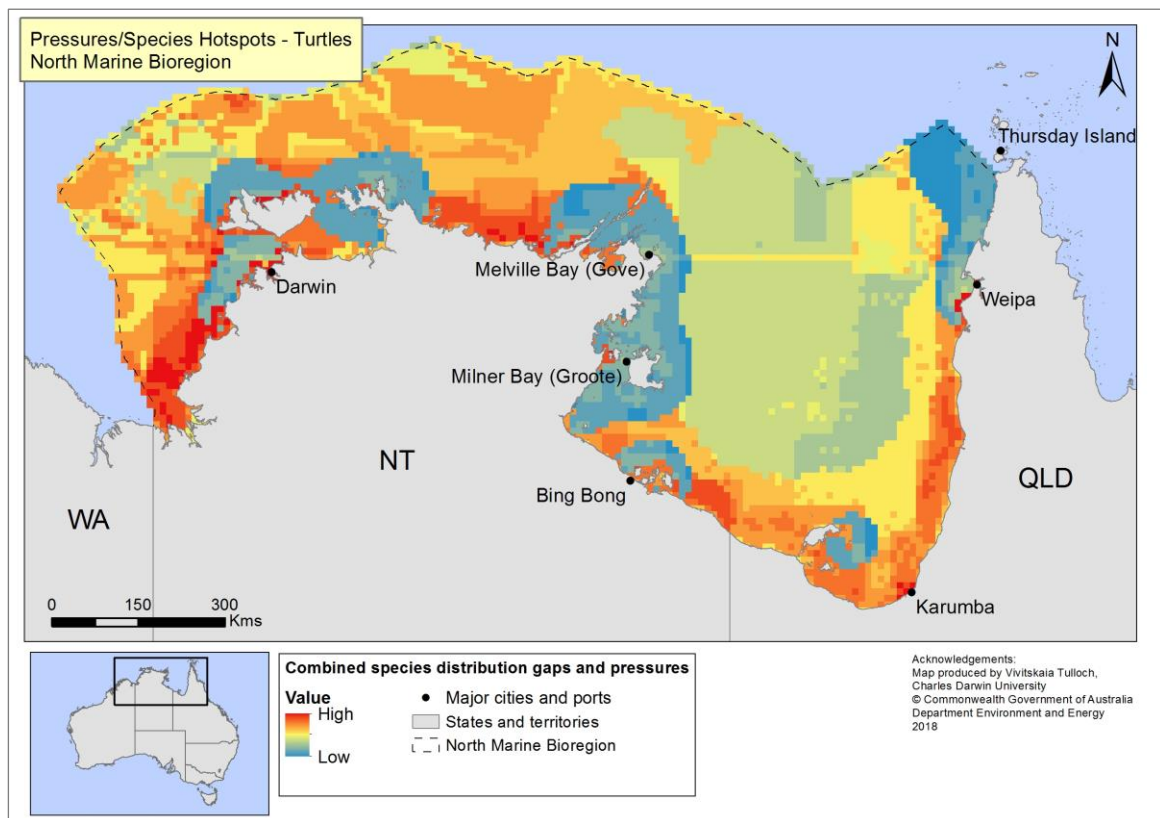 Pressures/Species Hotspots - Turtles
North Marine Bioregion
N
Thursday Island
Melville Bay (Gove)
Darwin
Weipa
Milner Bay (Groote)
NT
QLD
Bing Bong
WA
Karumba
0 150 300
Kms
Combined species distribution gaps and pressures
Value
High
Low
Major cities and ports
States and territories
North Marine Bioregion
Acknowledgements:
Map produced by Vivitskaia Tulloch,
Charles Darwin University
© Commonwealth Government of Australia
Department Environment and Energy
2018